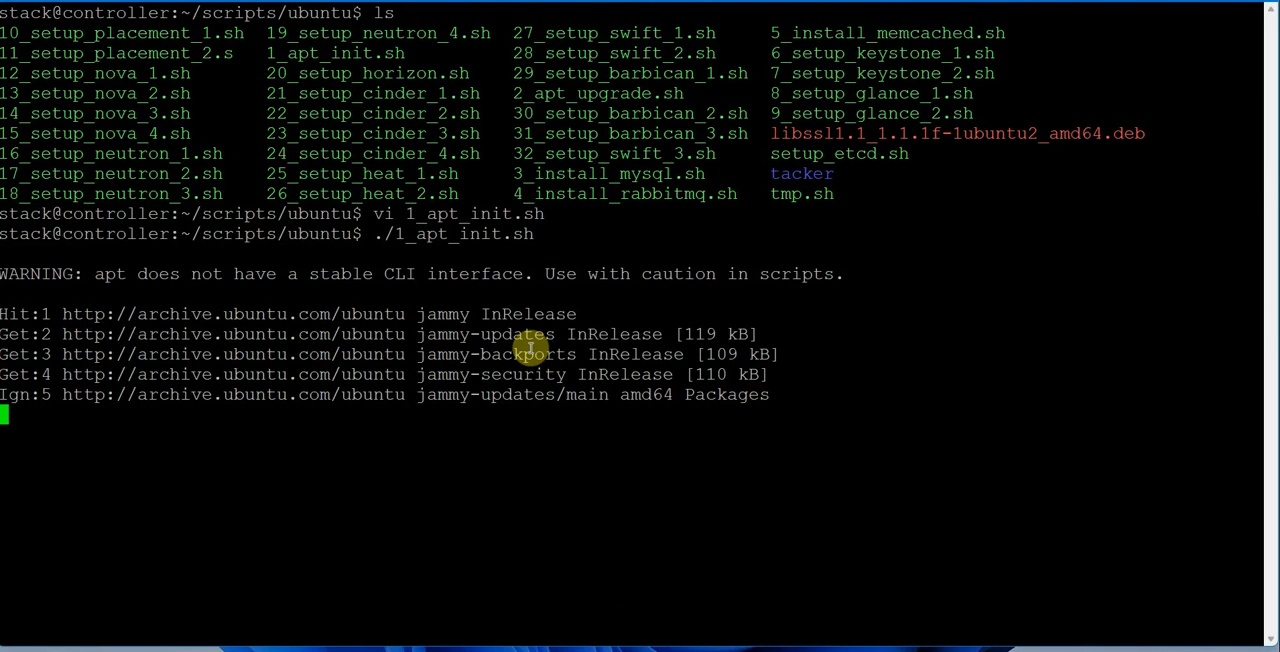 stack@controller:~/scripts/ubuntu$ ls
10_setup_placement_1.sh 19_setup_neutron_4.sh 27_setup_swift_1.sh 5_install_memcached.sh
11_setup_placement_2.s 1_apt_init.sh 28_setup_swift_2.sh 6_setup_keystone_1.sh
12_setup_nova_1.sh 20_setup_horizon.sh 29_setup_barbican_1.sh 7_setup_keystone_2.sh
13_setup_nova_2.sh 21_setup_cinder_1.sh 2_apt_upgrade.sh 8_setup_glance_1.sh
14_setup_nova_3.sh 22_setup_cinder_2.sh 30_setup_barbican_2.sh 9_setup_glance_2.sh
15_setup_nova_4.sh 23_setup_cinder_3.sh 31_setup_barbican_3.sh libssl1.1_1.1.1f-1ubuntu2_amd64.deb
16_setup_neutron_1.sh 24_setup_cinder_4.sh 32_setup_swift_3.sh setup_etcd.sh
17_setup_neutron_2.sh 25_setup_heat_1.sh 3_install_mysql.sh tacker
18_setup_neutron_3.sh 26_setup_heat_2.sh 4_install_rabbitmq.sh tmp.sh
stack@controller:~/scripts/ubuntu$ vi 1_apt_init.sh
stack@controller:~/scripts/ubuntu$ ./1_apt_init.sh
WARNING: apt does not have a stable CLI interface. Use with caution in scripts.
Hit:1 http://archive.ubuntu.com/ubuntu jammy InRelease
Get:2 http://archive.ubuntu.com/ubuntu jammy-updates InRelease [119 kB]
Get:3 http://archive.ubuntu.com/ubuntu jammy-backports InRelease [109 kB]
Get:4 http://archive.ubuntu.com/ubuntu jammy-security InRelease [110 kB]
Ign:5 http://archive.ubuntu.com/ubuntu jammy-updates/main amd64 Packages